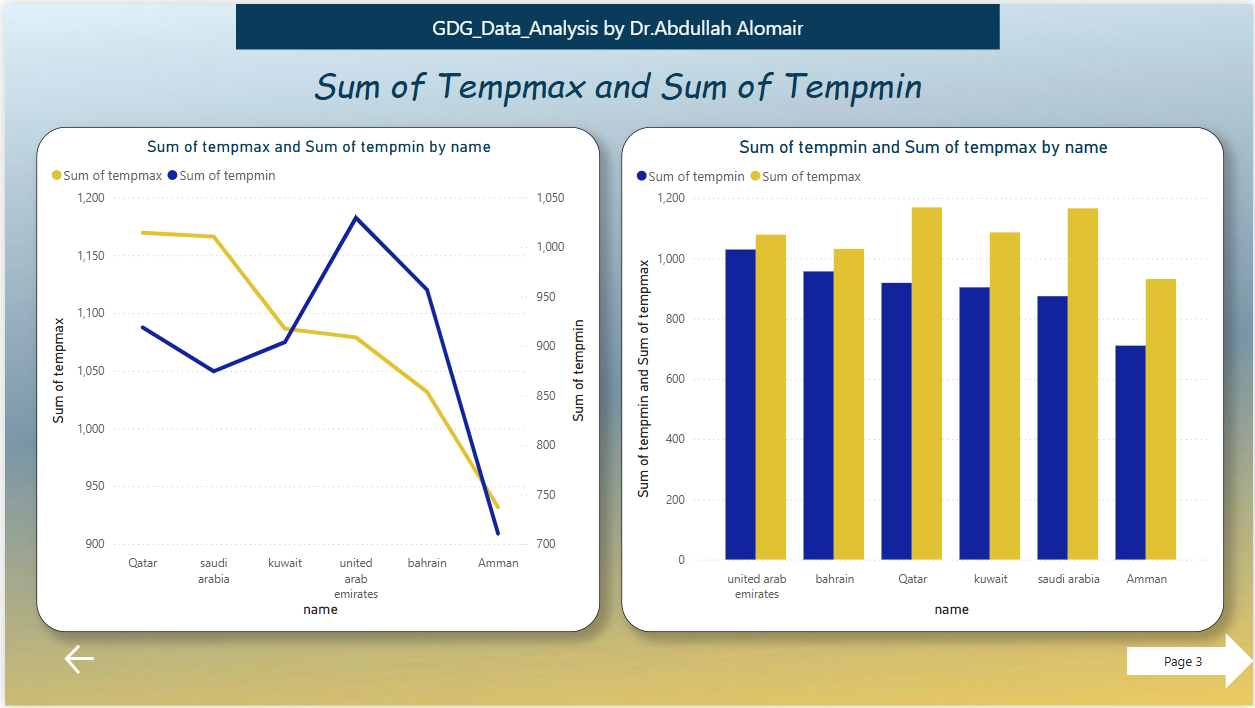 GDG_Data_Analysis by Dr.Abdullah Alomair
Sum of Tempmax and Sum of Tempmin
Sum of tempmax and Sum of tempmin by name
Sum of tempmax Sum of tempmin
Sum of tempmax
1,200
1,150
1,100
1,050
1,000
950
900
1,050
1,000
950
900
850
800
750
700
Sum of tempmin
Qatar
saudi
arabia
kuwait
united
arab
emirates
bahrain
Amman
name
Sum of tempmin and Sum of tempmax by name
Sum of tempmin Sum of tempmax
Sum of tempmin and Sum of tempmax
1,200
1,000
800
600
400
200
0
united arab
emirates
bahrain
Qatar
kuwait
saudi arabia
Amman
name
Page 3